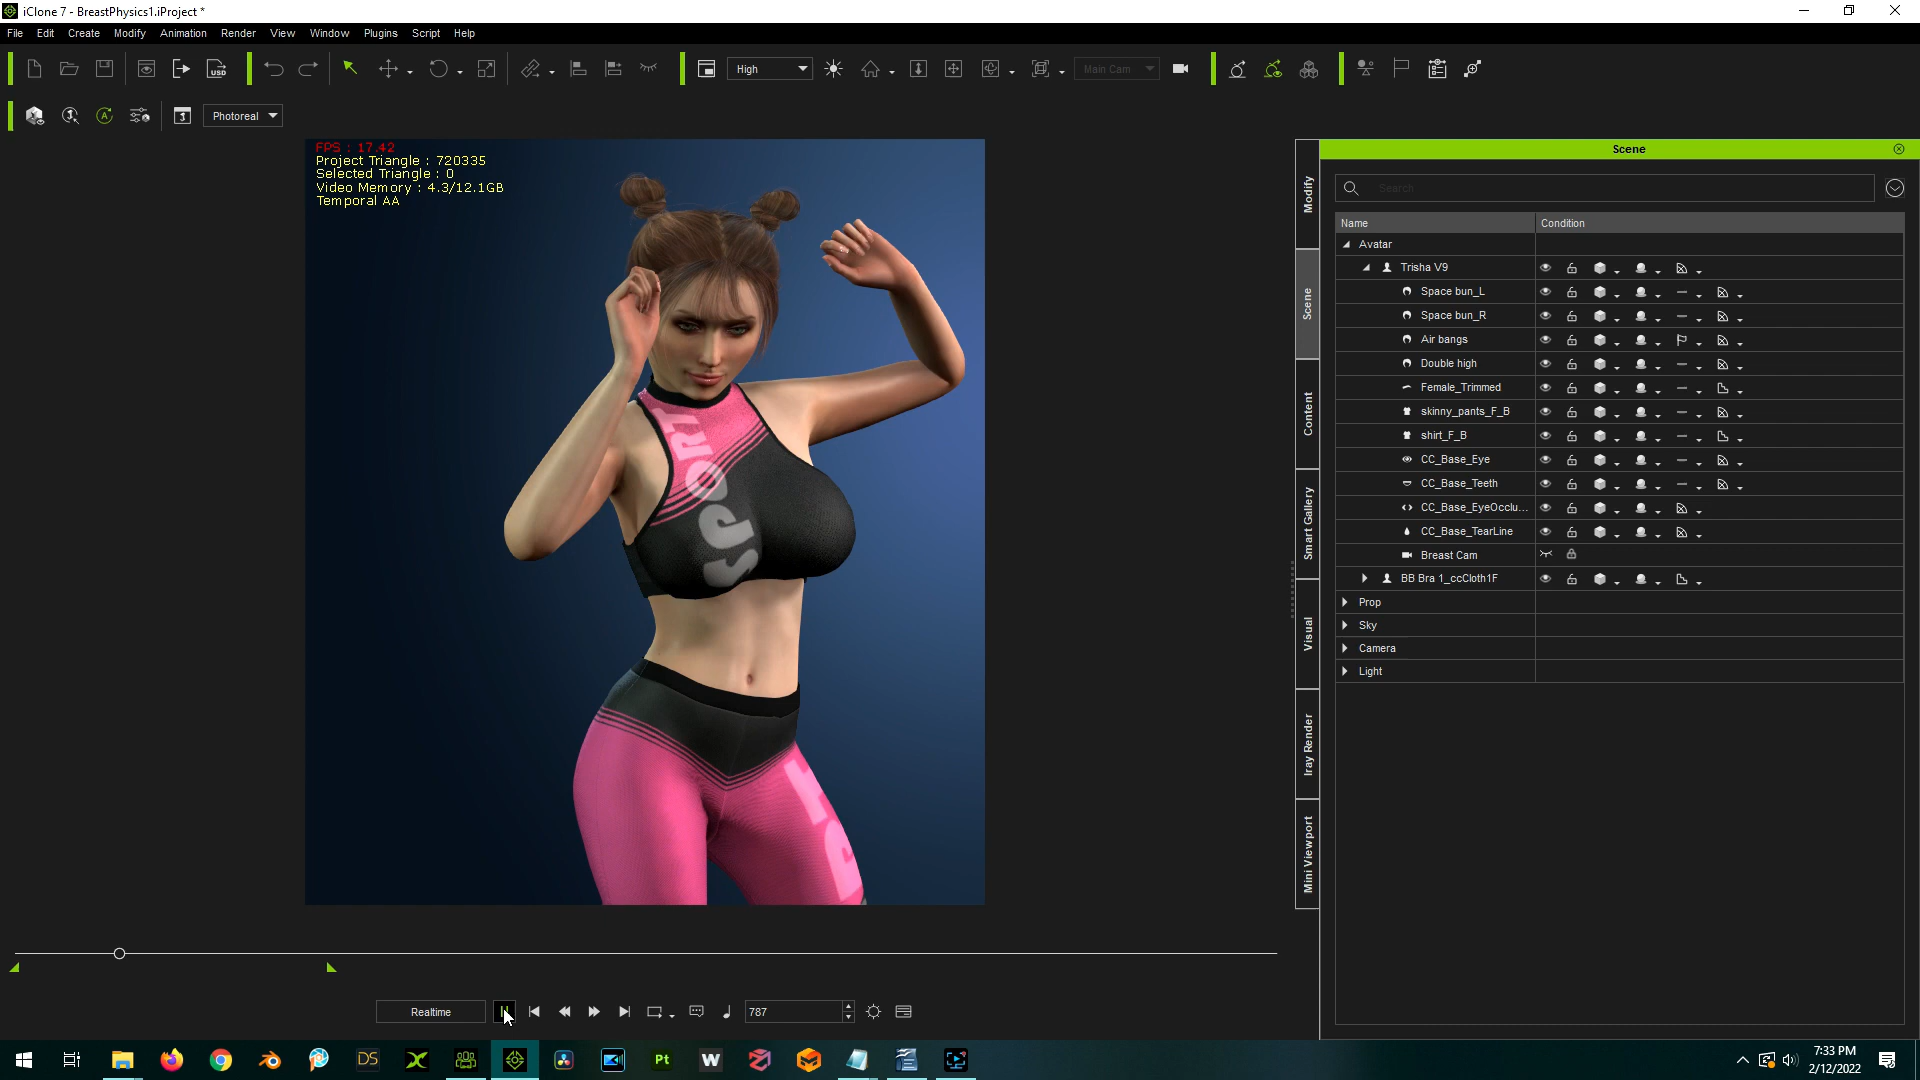 iClone 7 - BreastPhysics1.iProject *
File Edit Create Modify Animation Render View Window Plugins Script Help
USD
High
Main Cam
Photoreal
FPS : 17.42
Project Triangle : 720335
Selected Triangle : 0
Video Memory : 4.3/12.1GB
Temporal AA
SPORT
Modify
Scene
Content
Smart Gallery
Visual
Iray Render
Mini Viewport
Scene
Search
Name Condition
Avatar
Trisha V9
Space bun_L
Space bun_R
Air bangs
Double high
Female_Trimmed
skinny_pants_F_B
shirt_F_B
CC_Base_Eye
CC_Base_Teeth
CC_Base_EyeOcclu...
CC_Base_TearLine
Breast Cam
BB Bra 1_ccCloth1F
Prop
Sky
Camera
Light
Realtime
787
DS
Pt
W
7:33 PM
2/12/2022